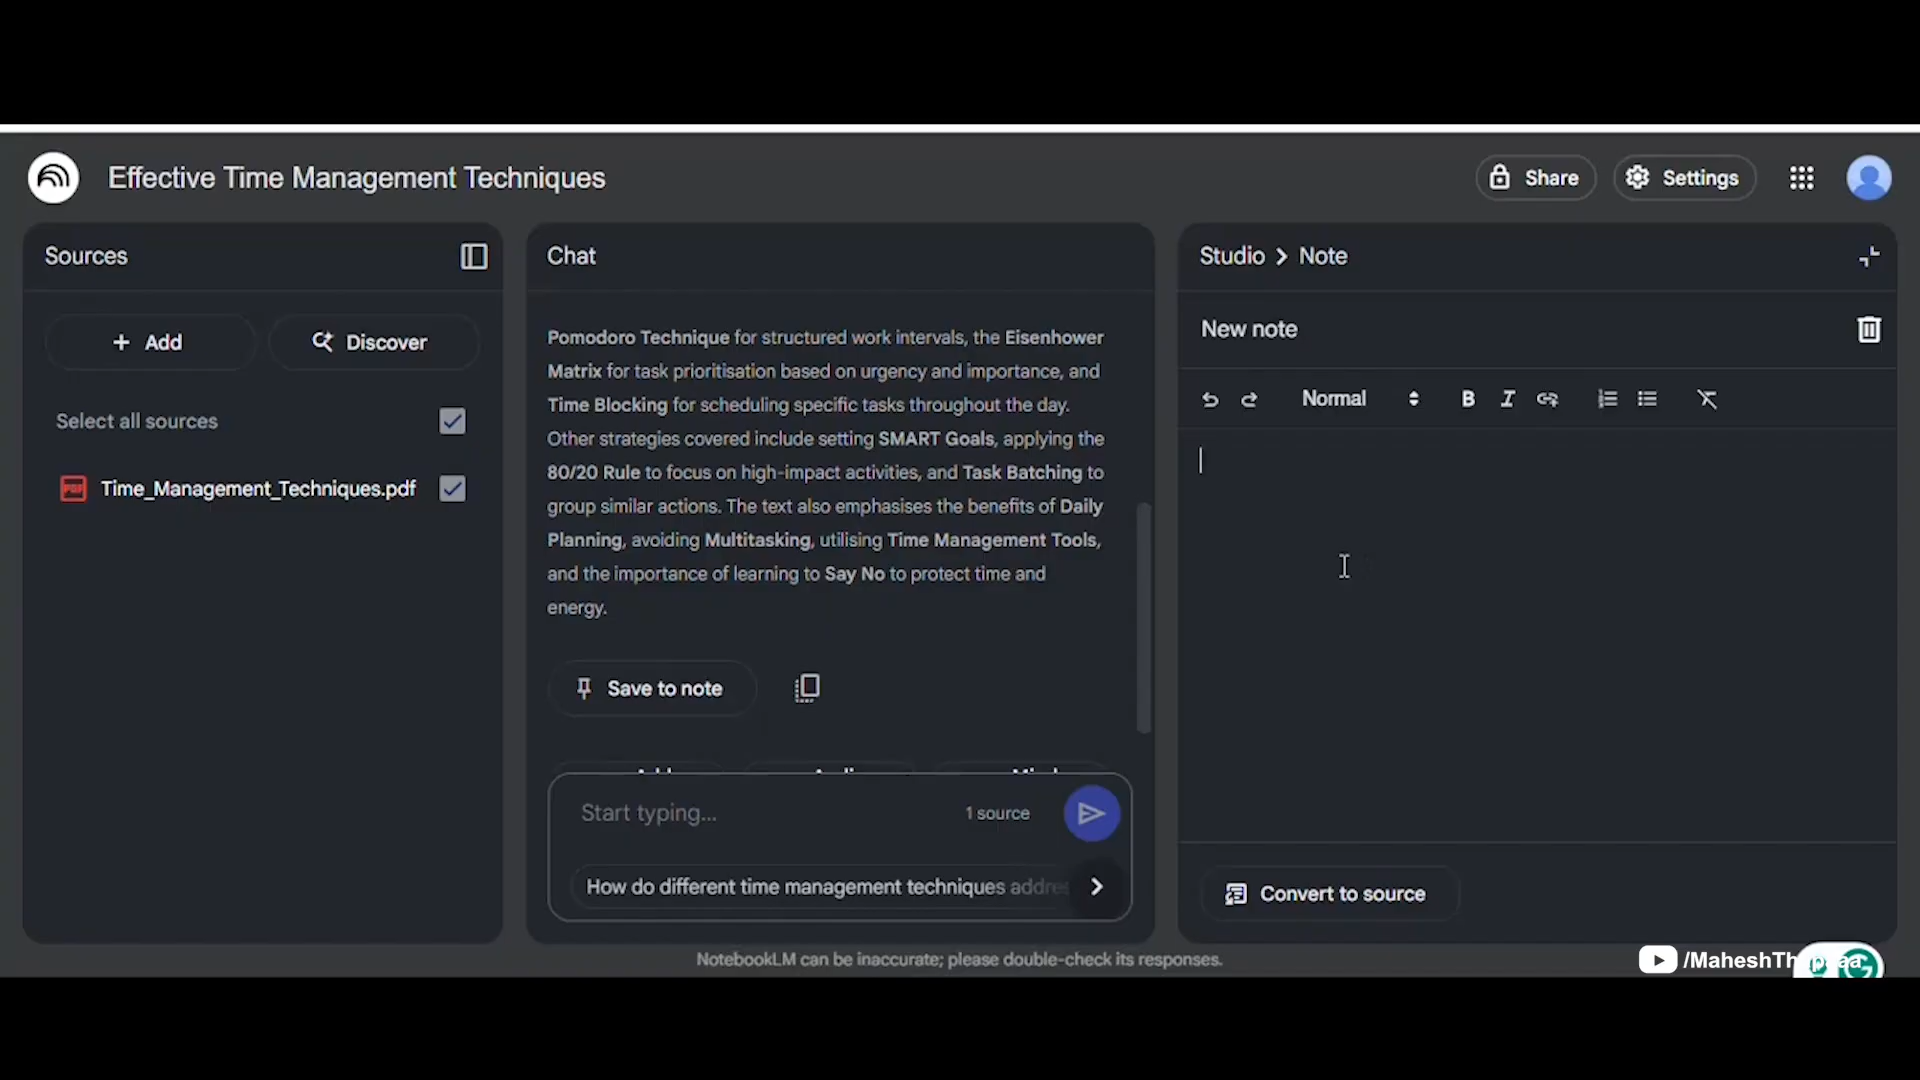 Effective Time Management Techniques
Share
Settings
Sources
Add
Discover
Select all sources
PDF
Time_Management_Techniques.pdf
Chat
Pomodoro Technique for structured work intervals, the Eisenhower
Matrix for task prioritisation based on urgency and importance, and
Time Blocking for scheduling specific tasks throughout the day.
Other strategies covered include setting SMART Goals, applying the
80/20 Rule to focus on high-impact activities, and Task Batching to
group similar actions. The text also emphasises the benefits of Daily
Planning, avoiding Multitasking, utilising Time Management Tools,
and the importance of learning to Say No to protect time and
energy.
Save to note
Start typing...
1 source
How do different time management techniques
Studio > Note
New note
Normal
B I
Convert to source
NotebookLM can be inaccurate; please double-check its responses.